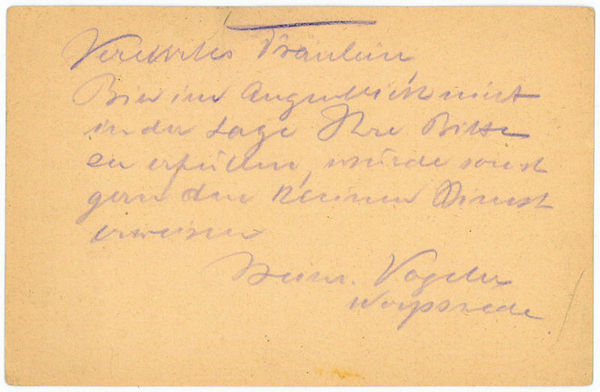 Verehrtes Fräulein
Bin im Augenblick nicht
in der Lage Ihre Bitte
zu erfüllen, würde sonst
gern den kleinen Dienst
erweisen
Heinr. Vogeler
Worpswede